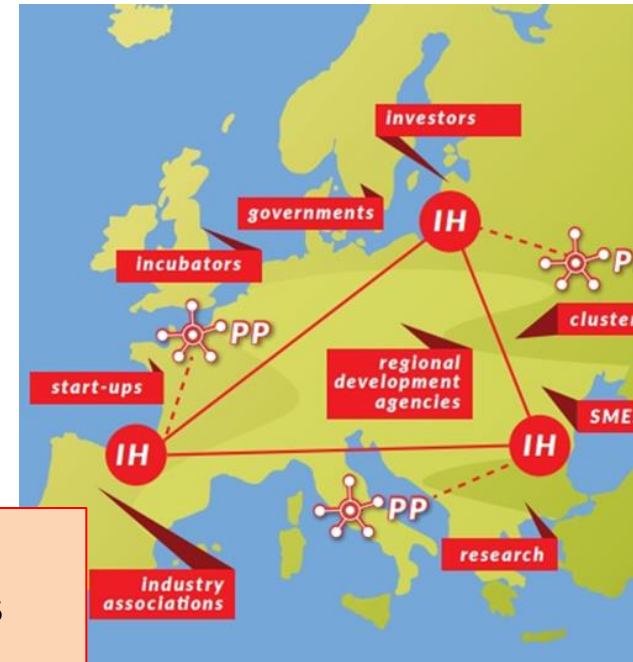 investors
governments
IH
incubators
P
cluster
PP
regional
development
agencies
start-ups
SME
IH
IH
PP
research
industry
associations
s